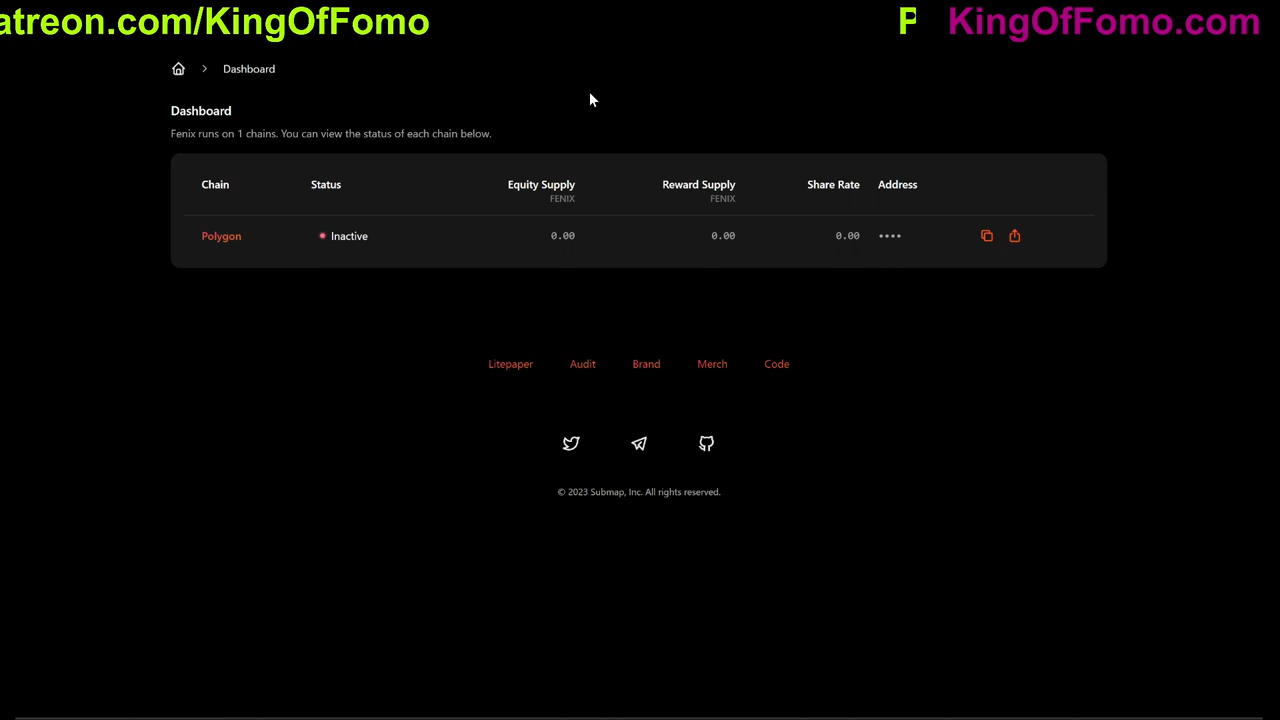 atreon.com/KingOfFomo P KingOfFomo.com
Dashboard
Dashboard
Fenix runs on 1 chains. You can view the status of each chain below.
Chain Status Equity Supply Reward Supply Share Rate Address
FENIX FENIX
Polygon Inactive 0.00 0.00 0.00 ••••
Litepaper Audit Brand Merch Code
© 2023 Submap, Inc. All rights reserved.